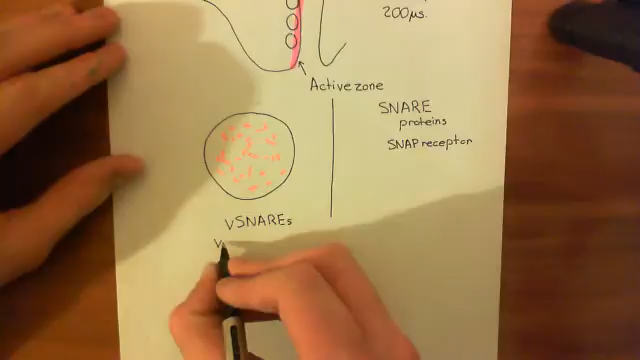 200μs.
Active zone
SNARE
proteins
SNAP receptor
vSNAREs
v